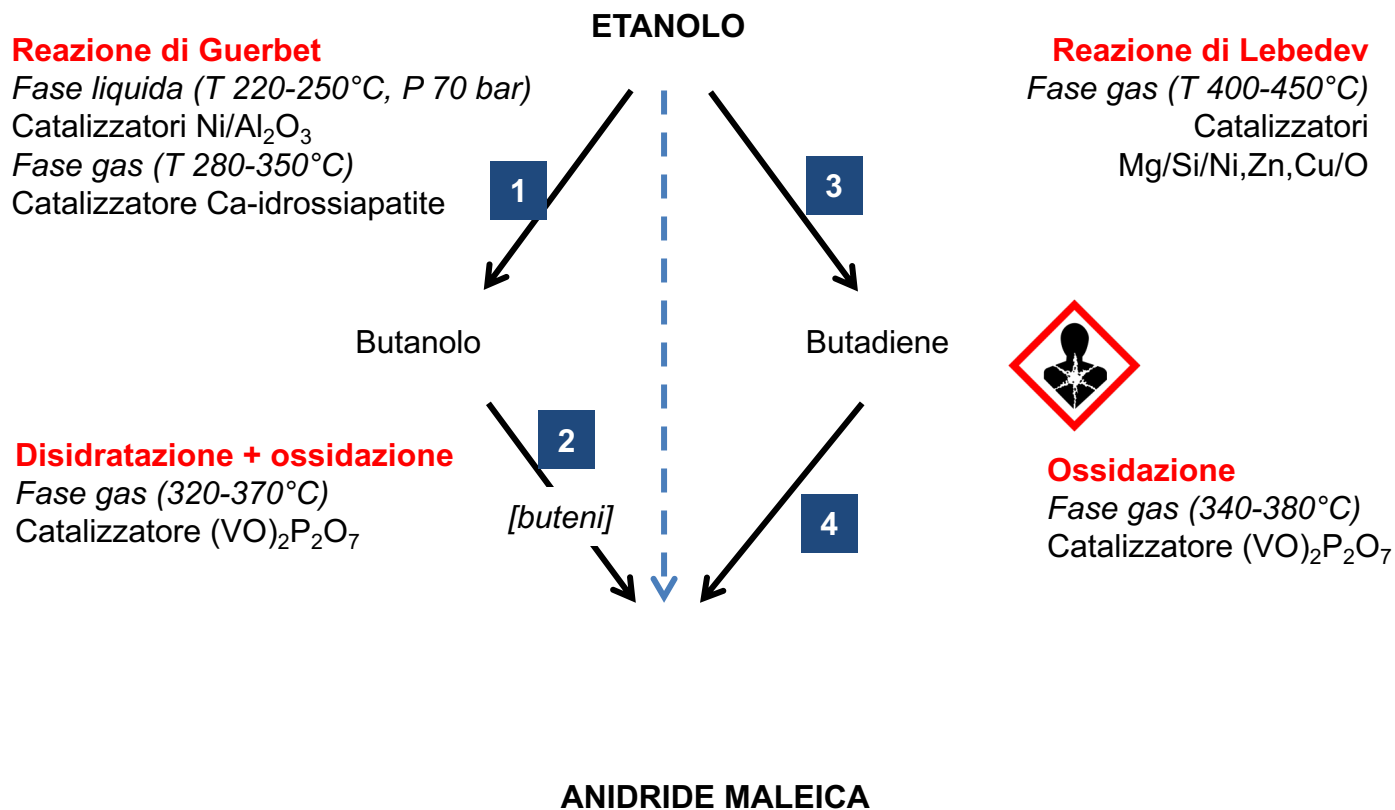 ETANOLO
Reazione di Guerbet
Fase liquida (T 220-250°C, P 70 bar)
Catalizzatori Ni/Al₂O₃
Fase gas (T 280-350°C)
Catalizzatore Ca-idrossiapatite
Reazione di Lebedev
Fase gas (T 400-450°C)
Catalizzatori
Mg/Si/Ni,Zn,Cu/O
1
3
Butanolo
Butadiene
Disidratazione + ossidazione
Fase gas (320-370°C)
Catalizzatore (VO)₂P₂O₇
2
[buteni]
4
Ossidazione
Fase gas (340-380°C)
Catalizzatore (VO)₂P₂O₇
ANIDRIDE MALEICA